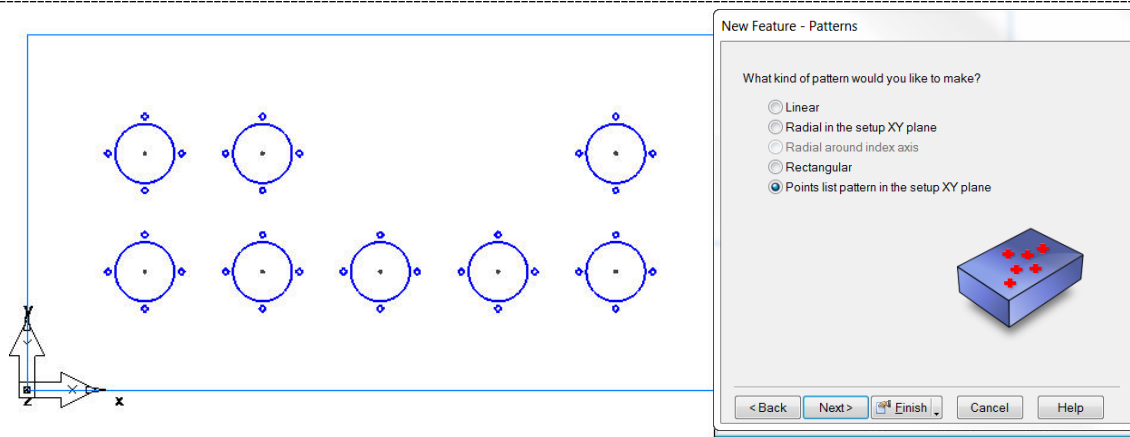 New Feature - Patterns
What kind of pattern would you like to make?
Linear
Radial in the setup XY plane
Radial around index axis
Rectangular
Points list pattern in the setup XY plane
< Back Next > Finish Cancel Help
y
z
x